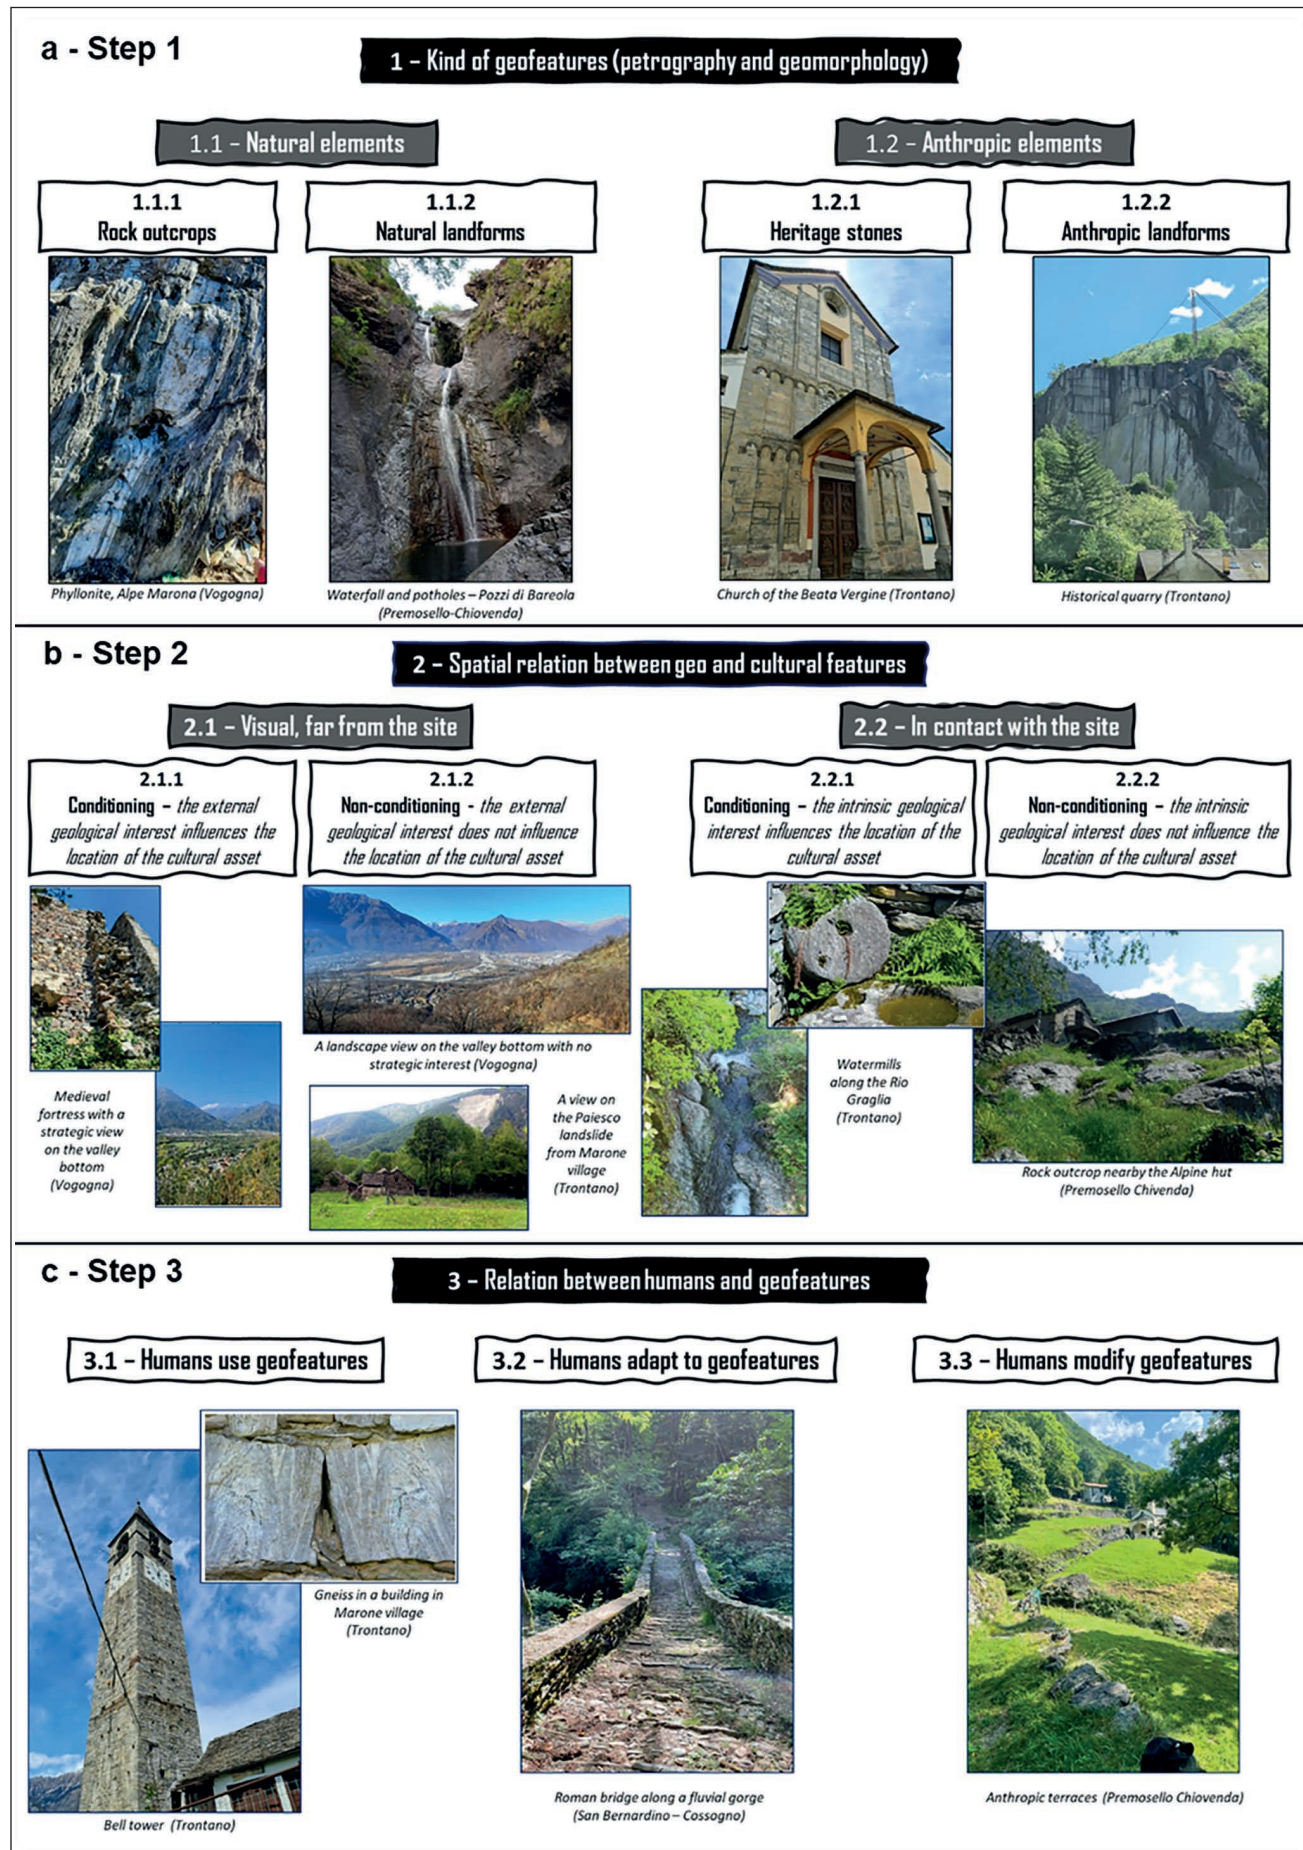 a - Step 1
1 – Kind of geofeatures (petrography and geomorphology)
1.1 – Natural elements
1.2 – Anthropic elements
1.1.1
Rock outcrops
1.1.2
Natural landforms
1.2.1
Heritage stones
1.2.2
Anthropic landforms
Phyllonite, Alpe Marona (Vogogna)
Waterfall and potholes – Pozzi di Bareola
(Premosello-Chiovenda)
Church of the Beata Vergine (Trontano)
Historical quarry (Trontano)
b - Step 2
2 – Spatial relation between geo and cultural features
2.1 – Visual, far from the site
2.2 – In contact with the site
2.1.1
Conditioning – the external
geological interest influences the
location of the cultural asset
2.1.2
Non-conditioning - the external
geological interest does not influence
the location of the cultural asset
2.2.1
Conditioning – the intrinsic geological
interest influences the location of the
cultural asset
2.2.2
Non-conditioning – the intrinsic
geological interest does not influence the
location of the cultural asset
Medieval
fortress with a
strategic view
on the valley
bottom
(Vogogna)
A landscape view on the valley bottom with no
strategic interest (Vogogna)
A view on
the Paiesco
landslide
from Marone
village
(Trontano)
Watermills
along the Rio
Graglia
(Trontano)
Rock outcrop nearby the Alpine hut
(Premosello Chivenda)
c - Step 3
3 – Relation between humans and geofeatures
3.1 – Humans use geofeatures
3.2 – Humans adapt to geofeatures
3.3 – Humans modify geofeatures
Gneiss in a building in
Marone village
(Trontano)
Bell tower (Trontano)
Roman bridge along a fluvial gorge
(San Bernardino – Cossogno)
Anthropic terraces (Premosello Chiovenda)